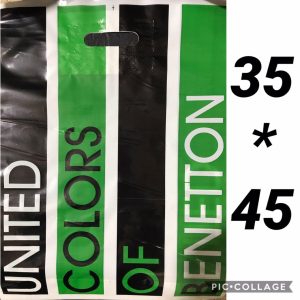 UNITED
COLORS
OF
BENETTON
35
*
45
PIC•COLLAGE